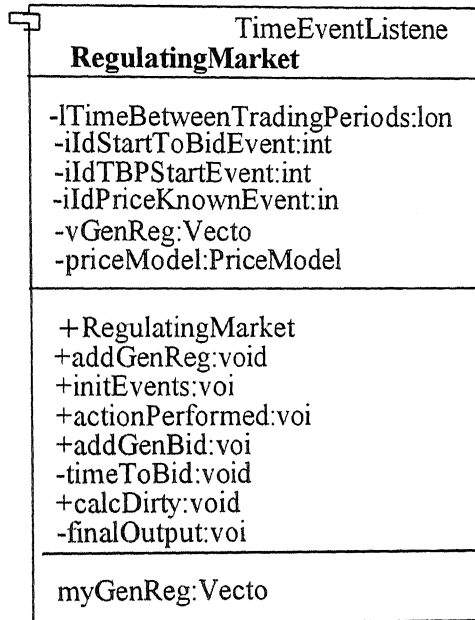 TimeEventListene
RegulatingMarket
-lTimeBetweenTradingPeriods:lon
-iIdStartToBidEvent:int
-iIdTBPStartEvent:int
-iIdPriceKnownEvent:in
-vGenReg:Vecto
-priceModel:PriceModel
+RegulatingMarket
+addGenReg:void
+initEvents:voi
+actionPerformed:voi
+addGenBid:voi
-timeToBid:void
+calcDirty:void
-finalOutput:voi
myGenReg:Vecto